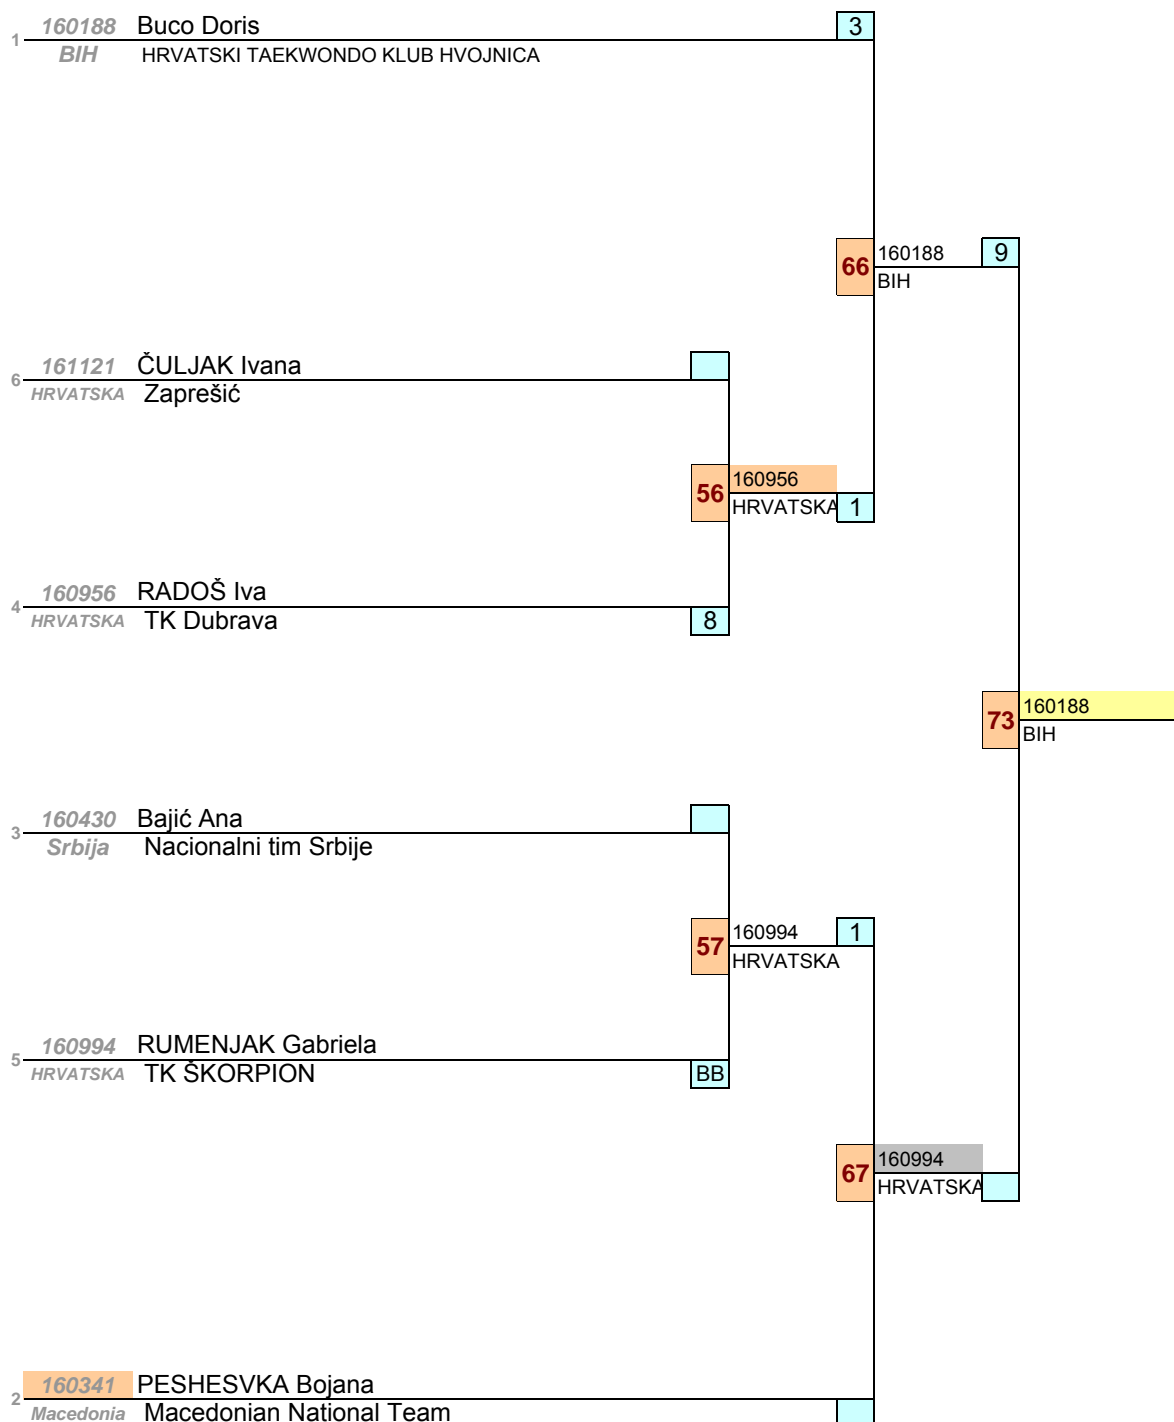 160188 Buco Doris 3
1
BIH HRVATSKI TAEKWONDO KLUB HVOJNICA
66 160188 9
BIH
161121 ČULJAK Ivana
6
HRVATSKA Zaprešić
56 160956
HRVATSKA 1
160956 RADOŠ Iva
4
HRVATSKA TK Dubrava 8
73 160188
BIH
160430 Bajić Ana
3
Srbija Nacionalni tim Srbije
57 160994 1
HRVATSKA
160994 RUMENJAK Gabriela
5
HRVATSKA TK ŠKORPION BB
67 160994
HRVATSKA
160341 PESHESVKA Bojana
2
Macedonia Macedonian National Team